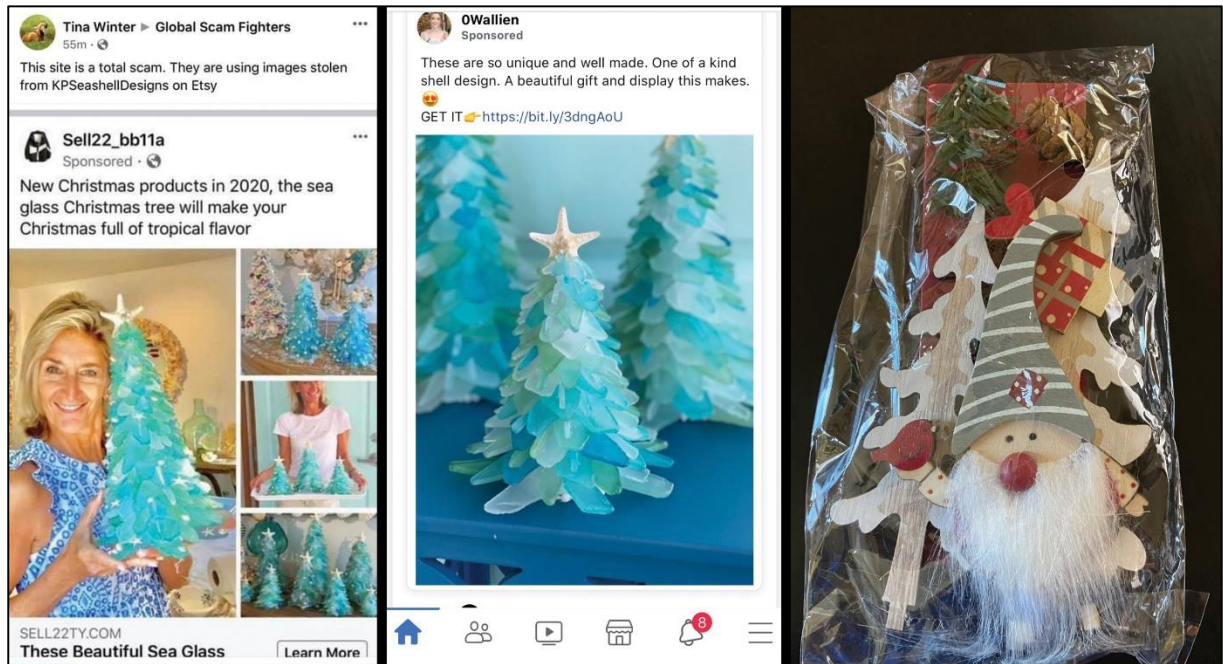 Tina Winter ▸ Global Scam Fighters
55m ·
This site is a total scam. They are using images stolen
from KPSeashellDesigns on Etsy
Sell22_bb11a
Sponsored ·
New Christmas products in 2020, the sea
glass Christmas tree will make your
Christmas full of tropical flavor
SELL22TY.COM
These Beautiful Sea Glass
Learn More
0Wallien
Sponsored
These are so unique and well made. One of a kind
shell design. A beautiful gift and display this makes.
😍
GET IT👉https://bit.ly/3dngAoU
8